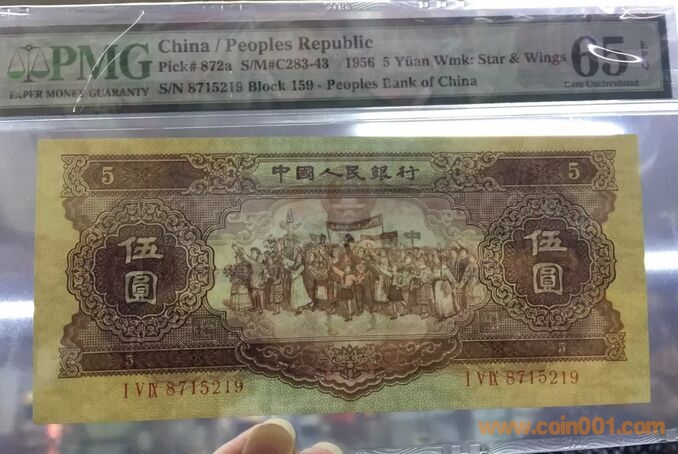 China / Peoples Republic
PMG
Pick# 872a S/M#C283-43 1956 5 Yüan Wmk: Star & Wings
65 EPQ
PAPER MONEY GUARANTY
S/N 8715219 Block 159 - Peoples Bank of China
Gem Uncirculated
5
中國人民銀行
5
伍圓
伍圓
5
5
I V IX 8715219
I V IX 8715219
www.coin001.com